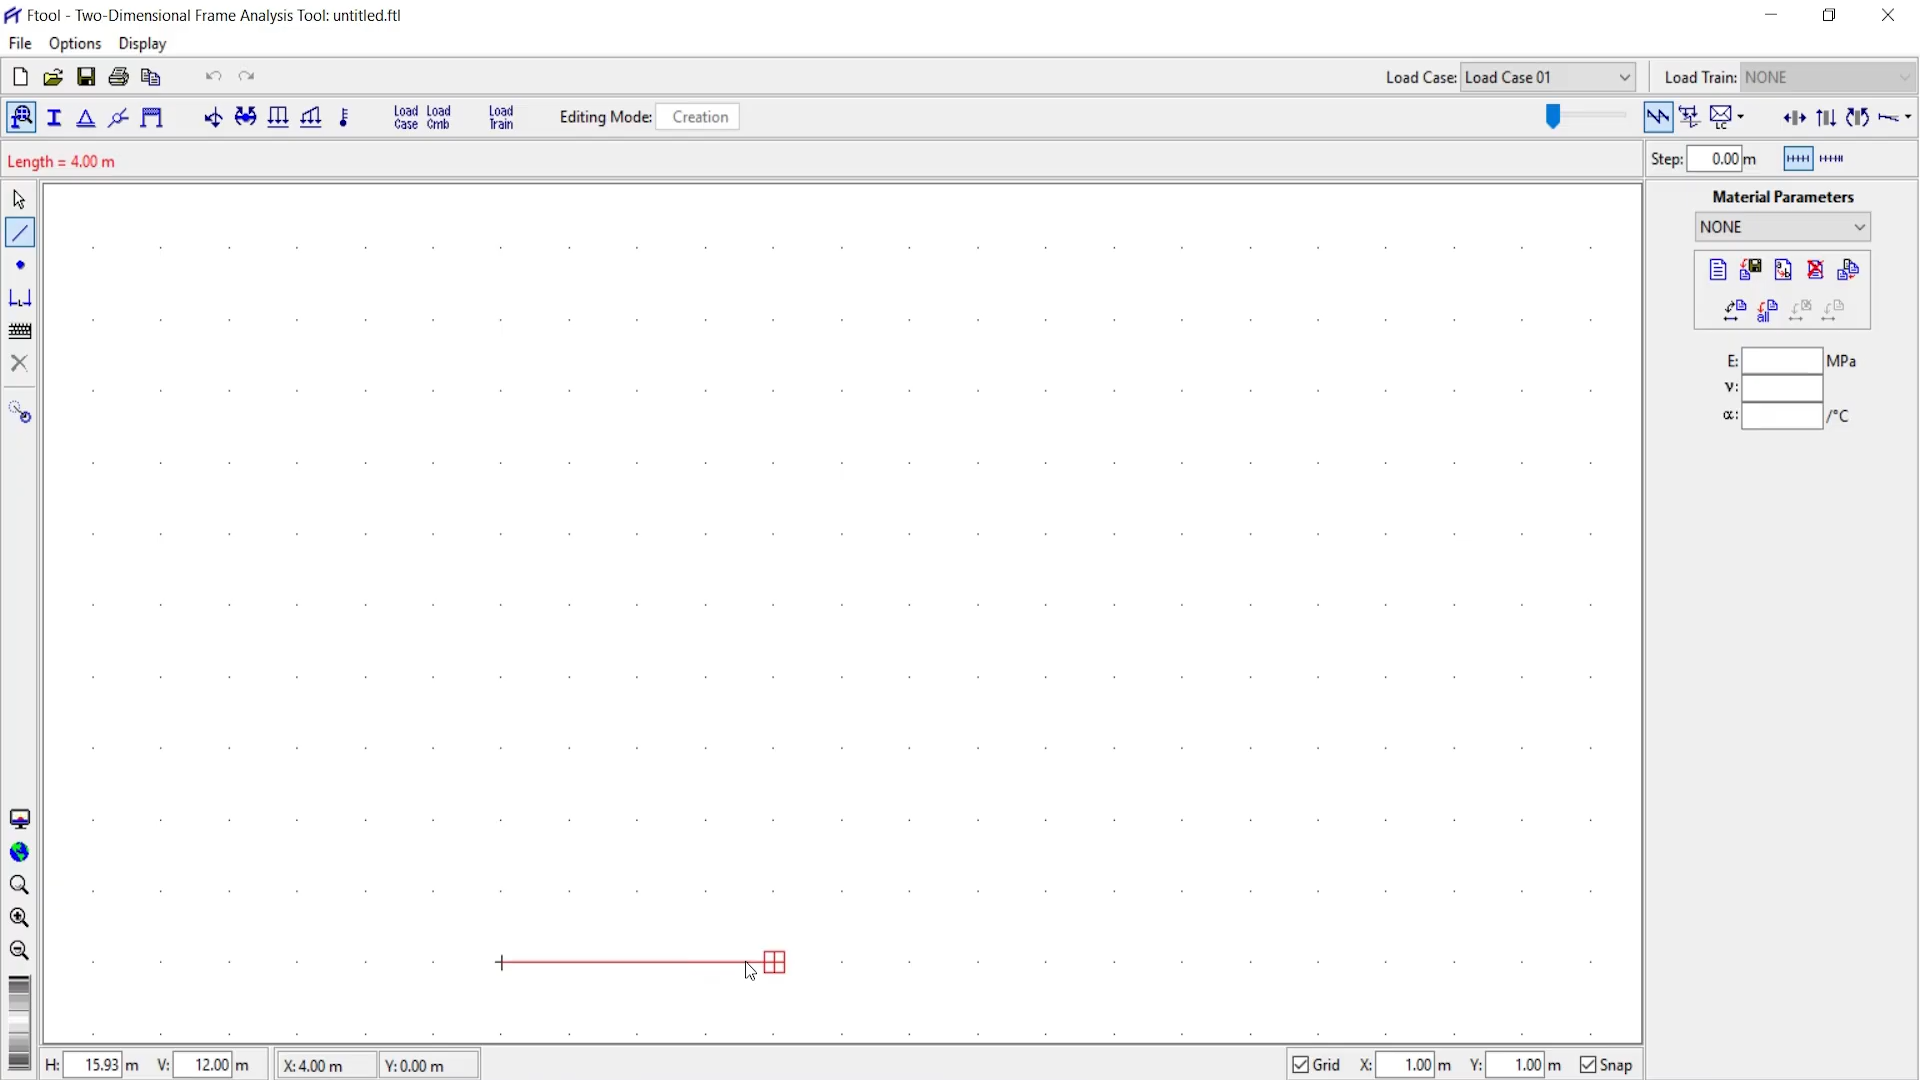 Ftool - Two-Dimensional Frame Analysis Tool: untitled.ftl
File Options Display
Load Case: Load Case 01 Load Train: NONE
Load Case Load Cmb Load Train Editing Mode: Creation LC
Length = 4.00 m Step: 0.00 m
Material Parameters
NONE
all
E: MPa
ν:
α: /°C
L
H: 15.93 m V: 12.00 m X: 4.00 m Y: 0.00 m Grid X: 1.00 m Y: 1.00 m Snap